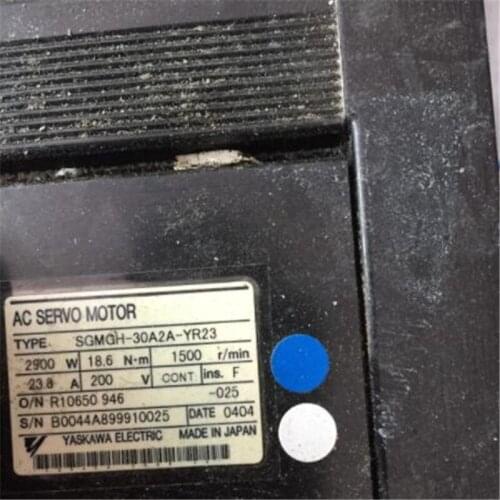 AC SERVO MOTOR
TYPE SGMGH-30A2A-YR23
2900 W 18.6 N·m 1500 r/min
23.8 A 200 V CONT. ins. F
O/N R10650 946 -025
S/N B0044A899910025 DATE 0404
YASKAWA ELECTRIC MADE IN JAPAN